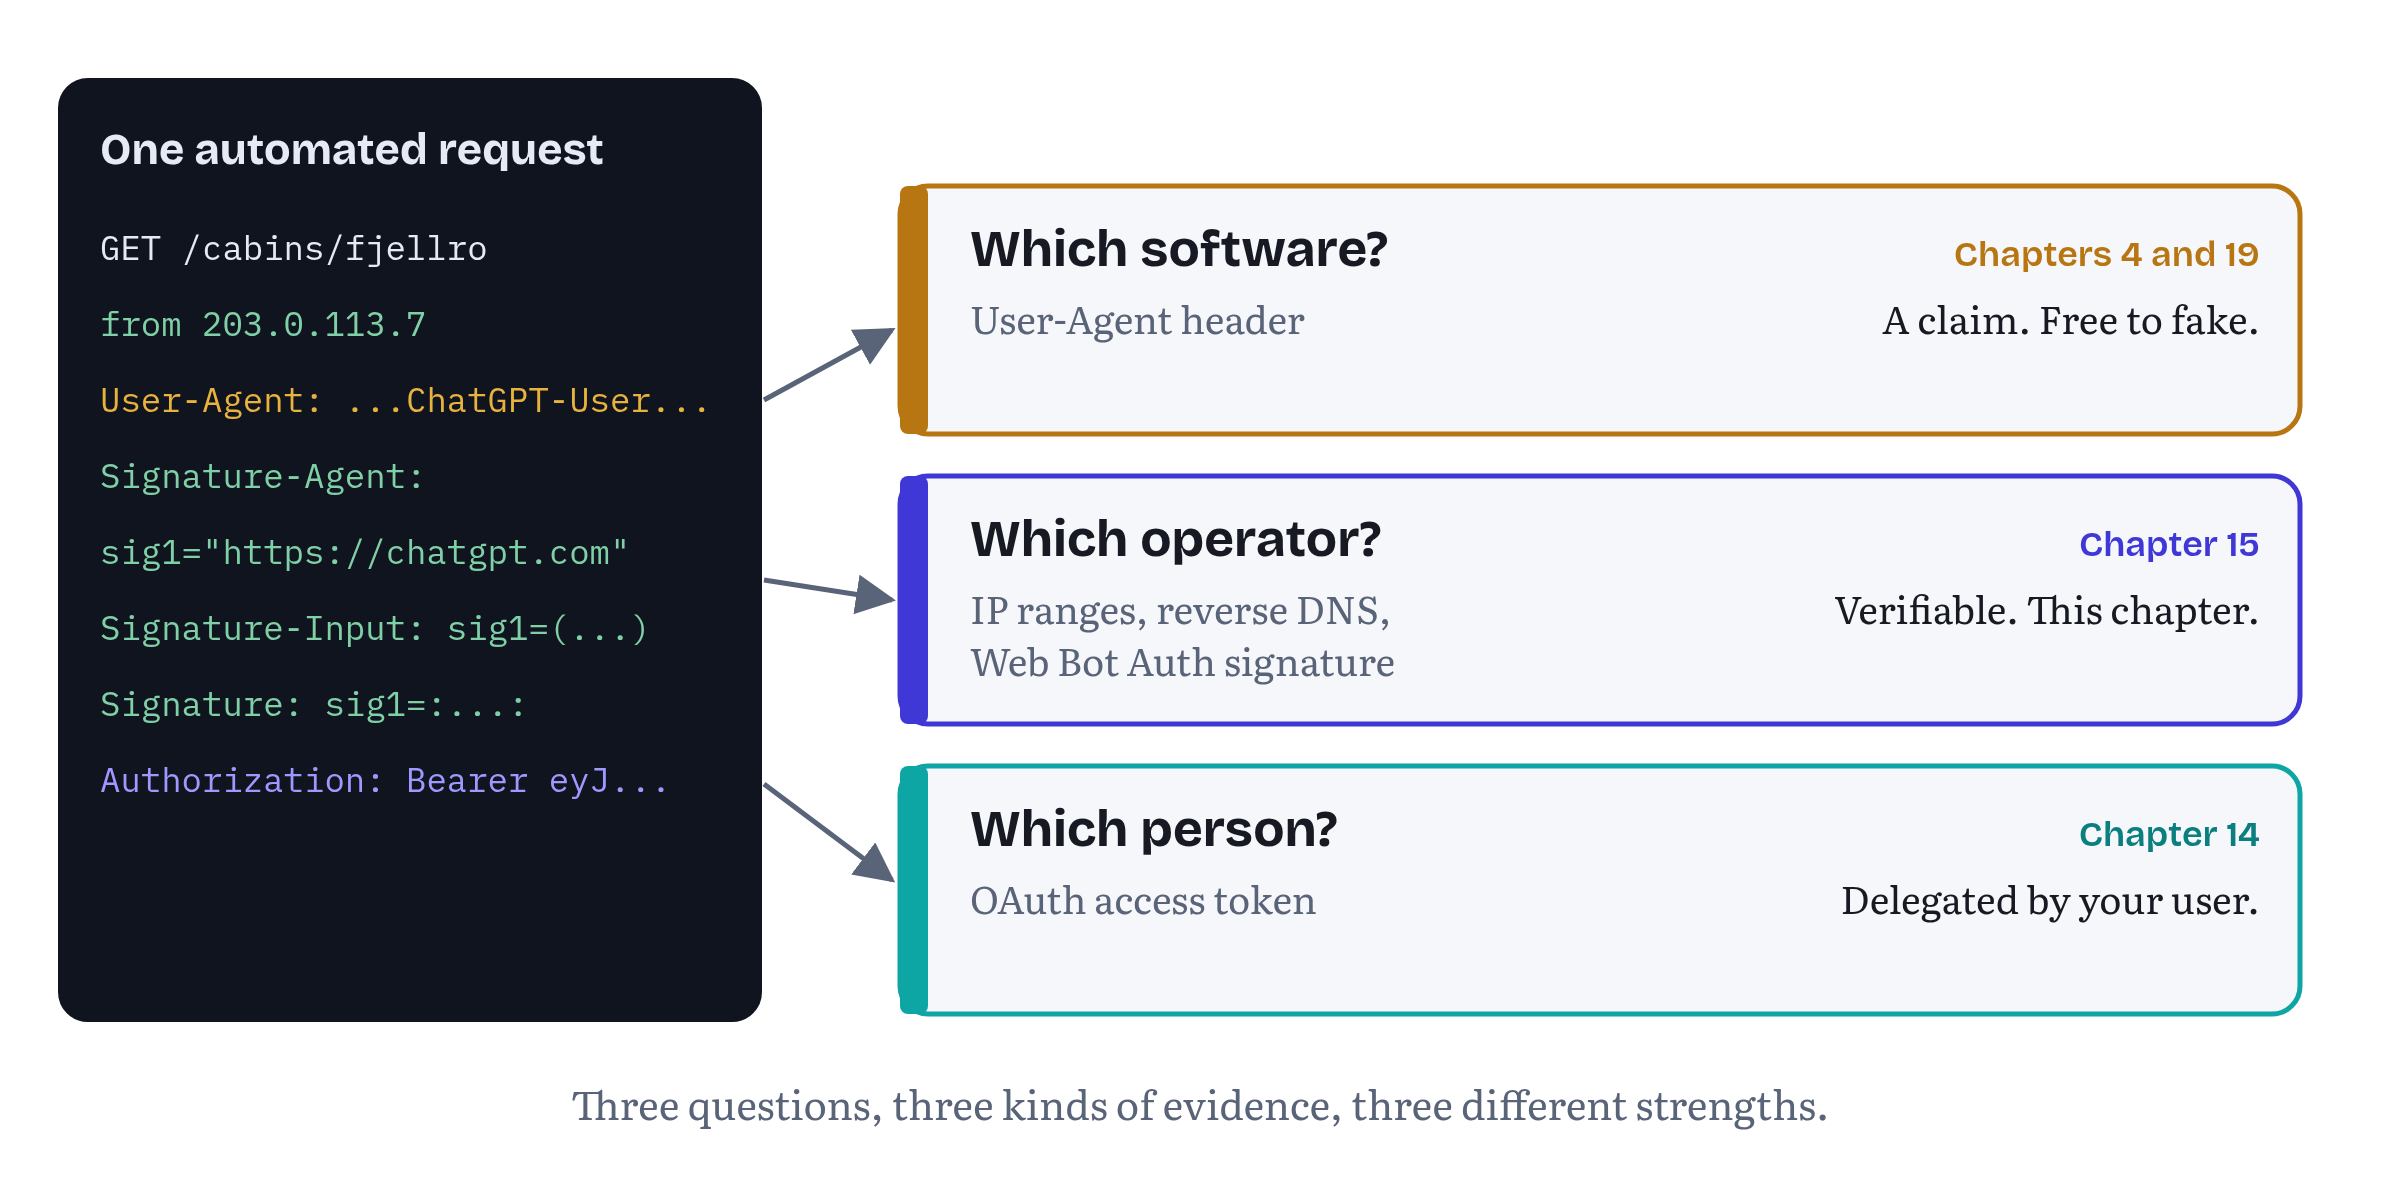 One automated request
GET /cabins/fjellro
from 203.0.113.7
User-Agent: ...ChatGPT-User...
Signature-Agent:
sig1="https://chatgpt.com"
Signature-Input: sig1=(...)
Signature: sig1=:...:
Authorization: Bearer eyJ...
Which software?
Chapters 4 and 19
User-Agent header
A claim. Free to fake.
Which operator?
Chapter 15
IP ranges, reverse DNS,
Verifiable. This chapter.
Web Bot Auth signature
Which person?
Chapter 14
OAuth access token
Delegated by your user.
Three questions, three kinds of evidence, three different strengths.